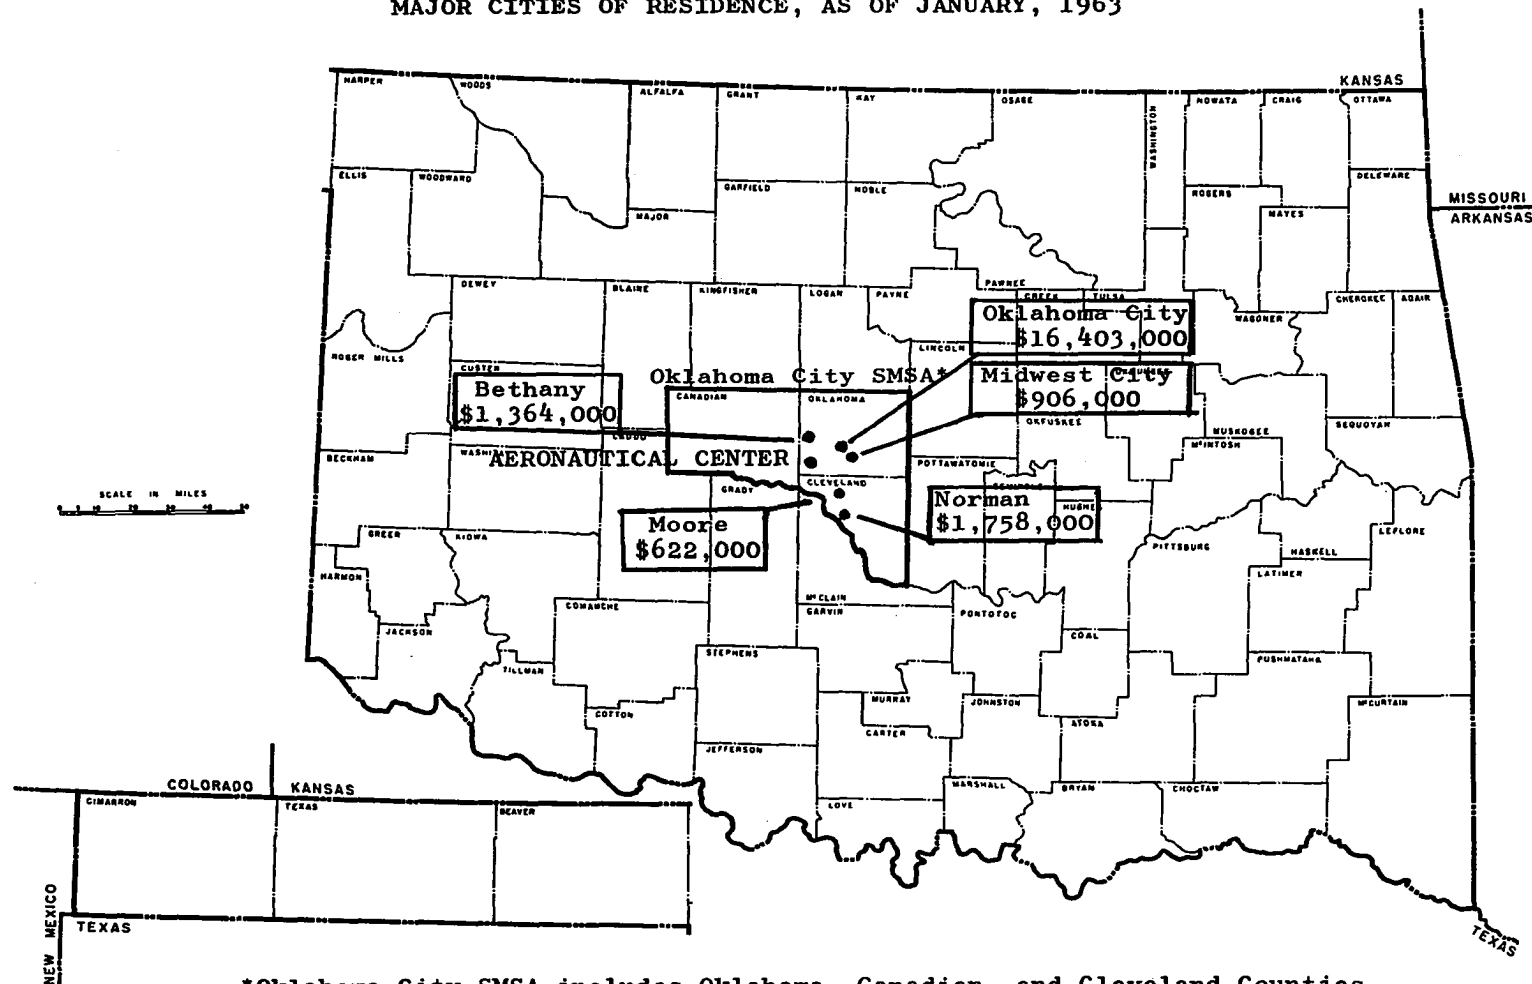 MAJOR CITIES OF RESIDENCE, AS OF JANUARY, 1963
KANSAS
HARPER
WOODS
ALFALFA
GRANT
KAY
OSAGE
WASHINGTON
NOWATA
CRAIG
OTTAWA
ELLIS
WOODWARD
MAJOR
GARFIELD
NOBLE
ROGERS
MAYES
DELEWARE
MISSOURI
ARKANSAS
DEWEY
BLAINE
KINGFISHER
LOGAN
PAYNE
PAWNEE
CREEK
TULSA
WAGONER
CHEROKEE
ADAIR
Oklahoma City
$16,403,000
ROGER MILLS
CUSTER
LINCOLN
Oklahoma City SMSA*
Bethany
$1,364,000
CANADIAN
OKLAHOMA
Midwest City
$906,000
OKFUSKEE
MUSKOGEE
McINTOSH
SEQUOYAH
CADDO
BECKHAM
AERONAUTICAL CENTER
POTTAWATOMIE
SCALE IN MILES
GRADY
CLEVELAND
Norman
$1,758,000
HUGHE
Moore
$622,000
GREER
KIOWA
PITTSBURG
HASKELL
LEFLORE
HARMON
LATIMER
COMANCHE
McCLAIN
GARVIN
PONTOTOC
JACKSON
COAL
TILLMAN
STEPHENS
PUSHMATAHA
COTTON
MURRAY
JOHNSTON
McCURTAIN
CARTER
ATOKA
JEFFERSON
MARSHALL
BRYAN
CHOCTAW
LOVE
COLORADO
KANSAS
CIMARRON
TEXAS
BEAVER
NEW MEXICO
TEXAS
TEXAS
*Oklahoma City SMSA includes Oklahoma, Canadian, and Cleveland Counties